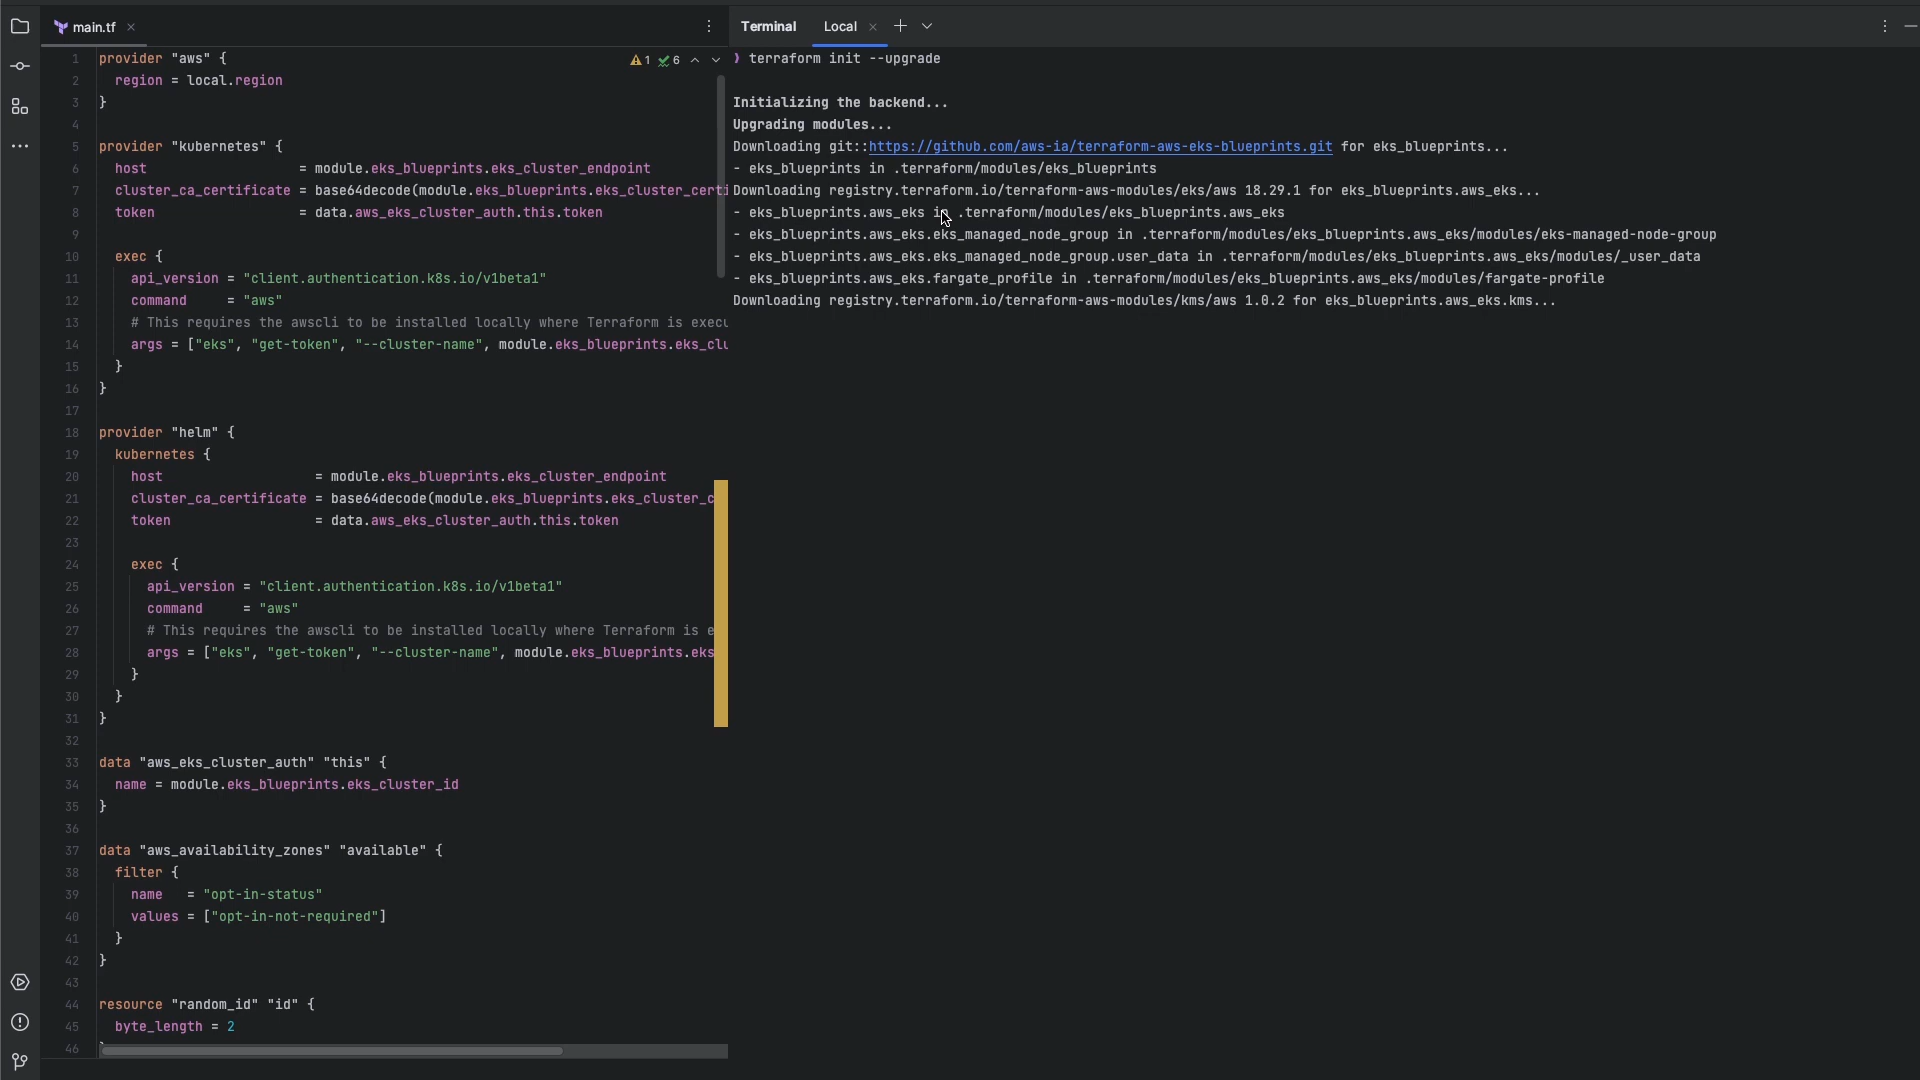 main.tf
1 provider "aws" {
2 region = local.region
3 }
4
5 provider "kubernetes" {
6 host = module.eks_blueprints.eks_cluster_endpoint
7 cluster_ca_certificate = base64decode(module.eks_blueprints.eks_cluster_certi
8 token = data.aws_eks_cluster_auth.this.token
9
10 exec {
11 api_version = "client.authentication.k8s.io/v1beta1"
12 command = "aws"
13 # This requires the awscli to be installed locally where Terraform is execu
14 args = ["eks", "get-token", "--cluster-name", module.eks_blueprints.eks_clu
15 }
16 }
17
18 provider "helm" {
19 kubernetes {
20 host = module.eks_blueprints.eks_cluster_endpoint
21 cluster_ca_certificate = base64decode(module.eks_blueprints.eks_cluster_c
22 token = data.aws_eks_cluster_auth.this.token
23
24 exec {
25 api_version = "client.authentication.k8s.io/v1beta1"
26 command = "aws"
27 # This requires the awscli to be installed locally where Terraform is e
28 args = ["eks", "get-token", "--cluster-name", module.eks_blueprints.eks
29 }
30 }
31 }
32
33 data "aws_eks_cluster_auth" "this" {
34 name = module.eks_blueprints.eks_cluster_id
35 }
36
37 data "aws_availability_zones" "available" {
38 filter {
39 name = "opt-in-status"
40 values = ["opt-in-not-required"]
41 }
42 }
43
44 resource "random_id" "id" {
45 byte_length = 2
46
1 6
Terminal Local
terraform init --upgrade
Initializing the backend...
Upgrading modules...
Downloading git::https://github.com/aws-ia/terraform-aws-eks-blueprints.git for eks_blueprints...
- eks_blueprints in .terraform/modules/eks_blueprints
Downloading registry.terraform.io/terraform-aws-modules/eks/aws 18.29.1 for eks_blueprints.aws_eks...
- eks_blueprints.aws_eks in .terraform/modules/eks_blueprints.aws_eks
- eks_blueprints.aws_eks.eks_managed_node_group in .terraform/modules/eks_blueprints.aws_eks/modules/eks-managed-node-group
- eks_blueprints.aws_eks.eks_managed_node_group.user_data in .terraform/modules/eks_blueprints.aws_eks/modules/_user_data
- eks_blueprints.aws_eks.fargate_profile in .terraform/modules/eks_blueprints.aws_eks/modules/fargate-profile
Downloading registry.terraform.io/terraform-aws-modules/kms/aws 1.0.2 for eks_blueprints.aws_eks.kms...